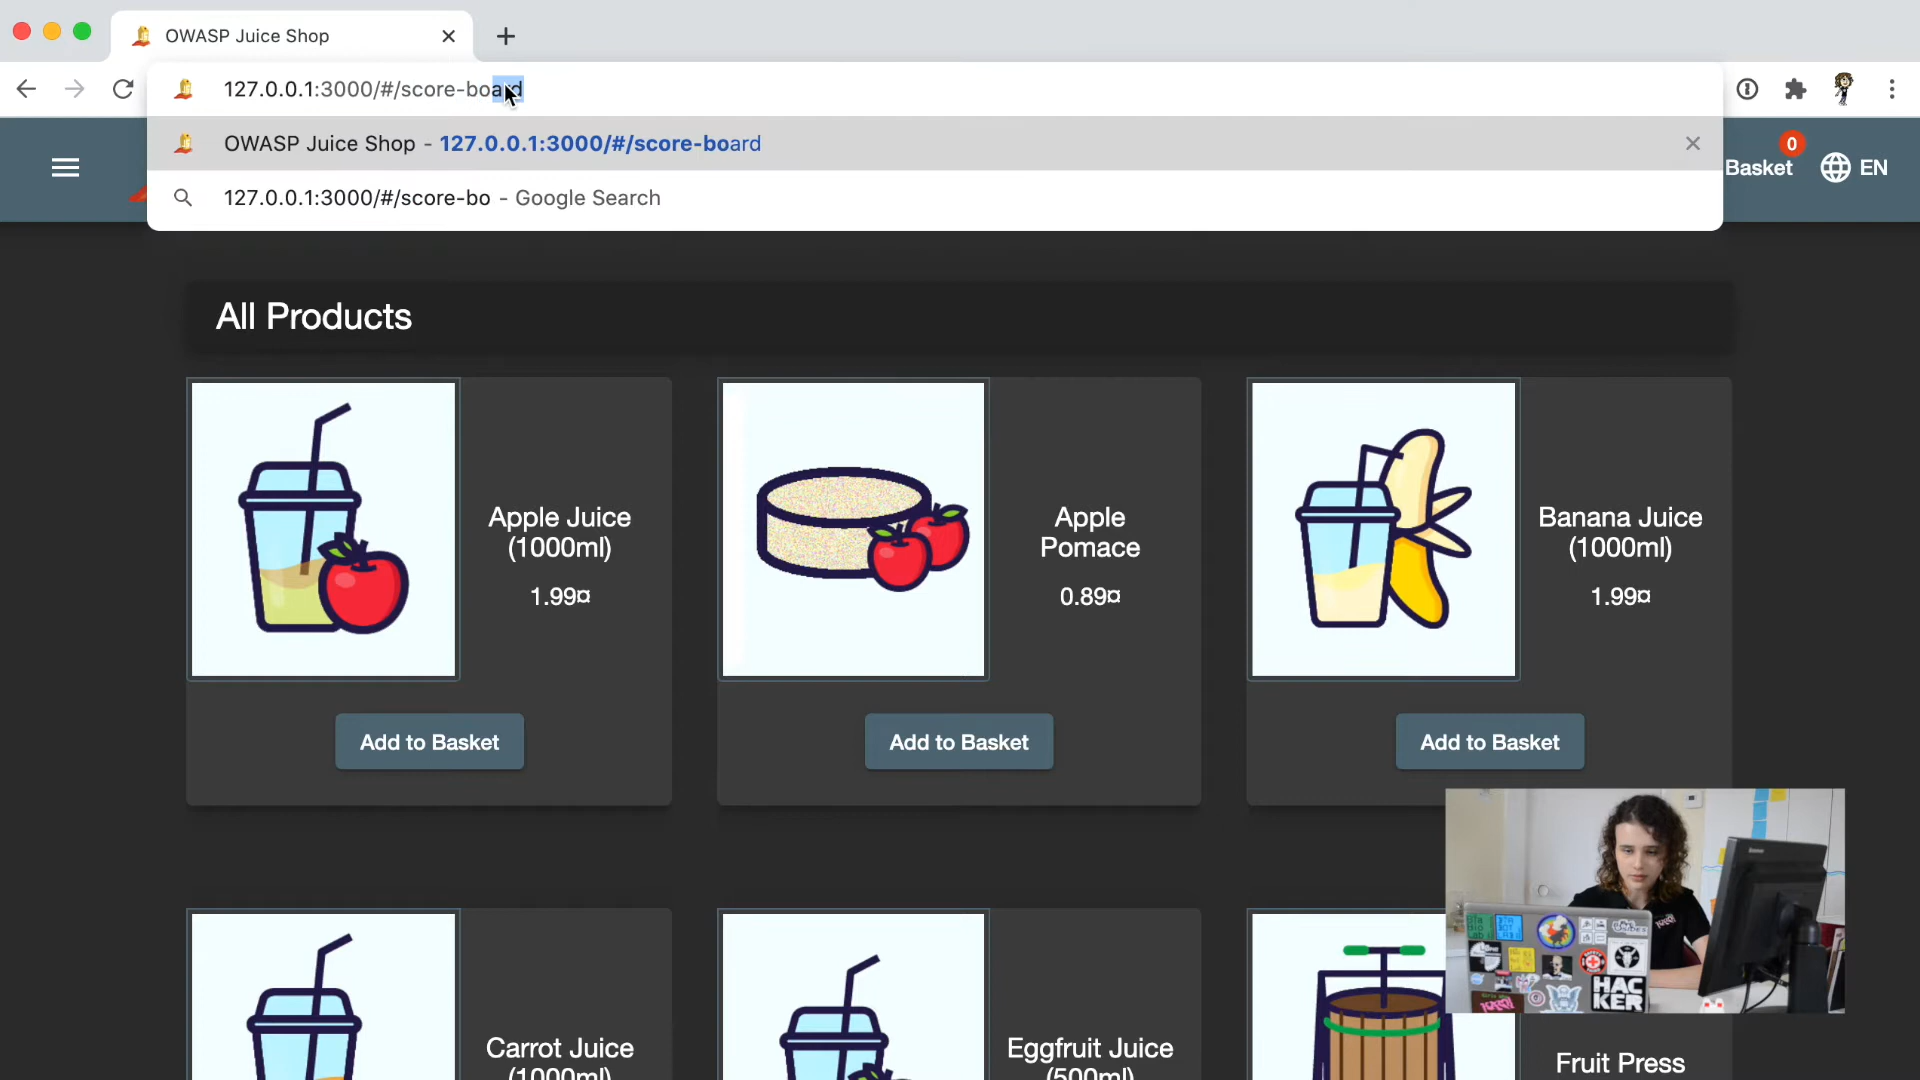 OWASP Juice Shop
127.0.0.1:3000/#/score-board
OWASP Juice Shop - 127.0.0.1:3000/#/score-board
127.0.0.1:3000/#/score-bo - Google Search
0
Basket
EN
All Products
Apple Juice
(1000ml)
1.99¤
Add to Basket
Apple
Pomace
0.89¤
Add to Basket
Banana Juice
(1000ml)
1.99¤
Add to Basket
Carrot Juice
(1000ml)
Eggfruit Juice
(500ml)
Fruit Press
HAC
KER